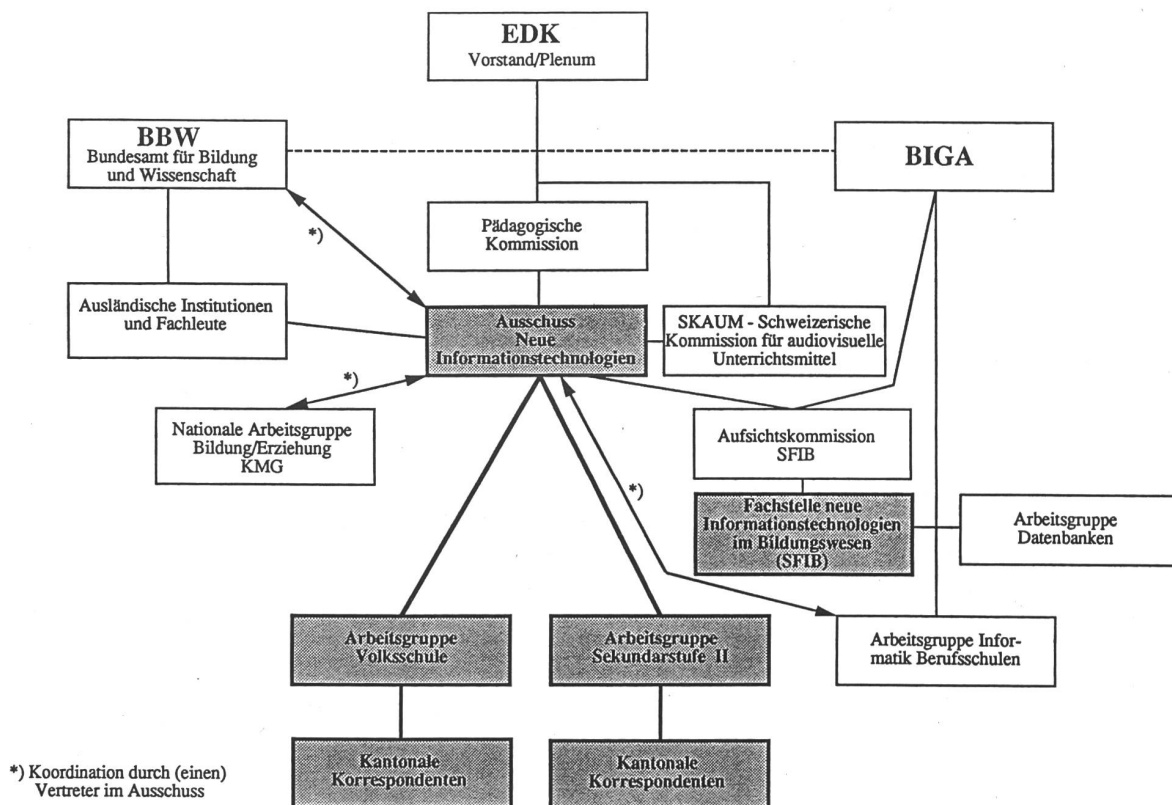 EDK
Vorstand/Plenum
BBW
Bundesamt für Bildung
und Wissenschaft
BIGA
Pädagogische
Kommission
*)
Ausländische Institutionen
und Fachleute
Ausschuss
Neue
Informationstechnologien
SKAUM - Schweizerische
Kommission für audiovisuelle
Unterrichtsmittel
*)
Nationale Arbeitsgruppe
Bildung/Erziehung
KMG
Aufsichtskommission
SFIB
*)
Fachstelle neue
Informationstechnologien
im Bildungswesen
(SFIB)
Arbeitsgruppe
Datenbanken
Arbeitsgruppe
Volksschule
Arbeitsgruppe
Sekundarstufe II
Arbeitsgruppe Infor-
matik Berufsschulen
Kantonale
Korrespondenten
Kantonale
Korrespondenten
*) Koordination durch (einen)
Vertreter im Ausschuss